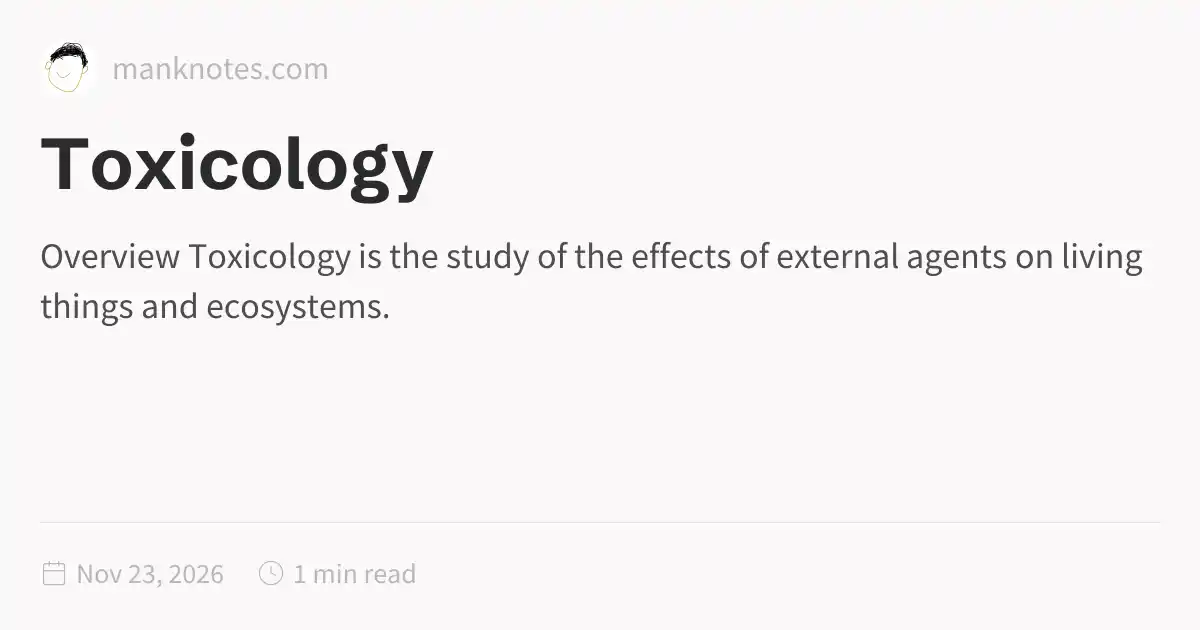 manknotes.com
Toxicology
Overview Toxicology is the study of the effects of external agents on living
things and ecosystems.
Nov 23, 2026 1 min read